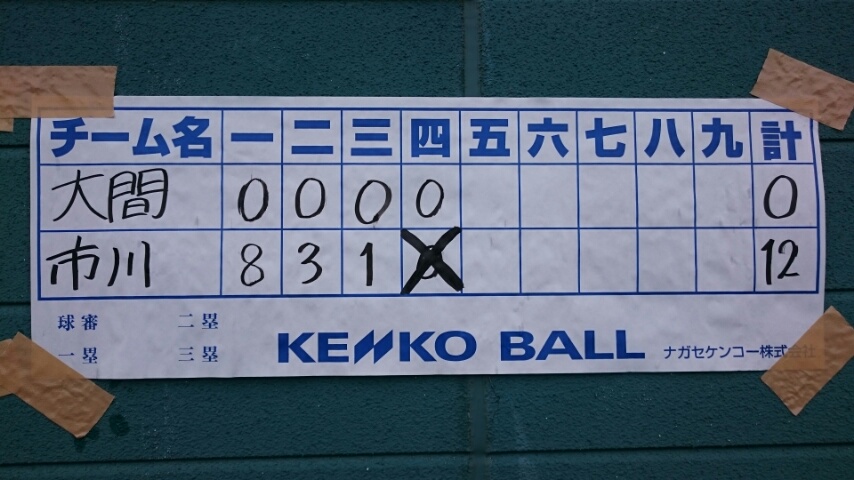 チーム名 一 二 三 四 五 六 七 八 九 計
大間 0 0 0 0 0
市川 8 3 1 X 12
球審 二塁
一塁 三塁
KENKO BALL
ナガセケンコー株式会社